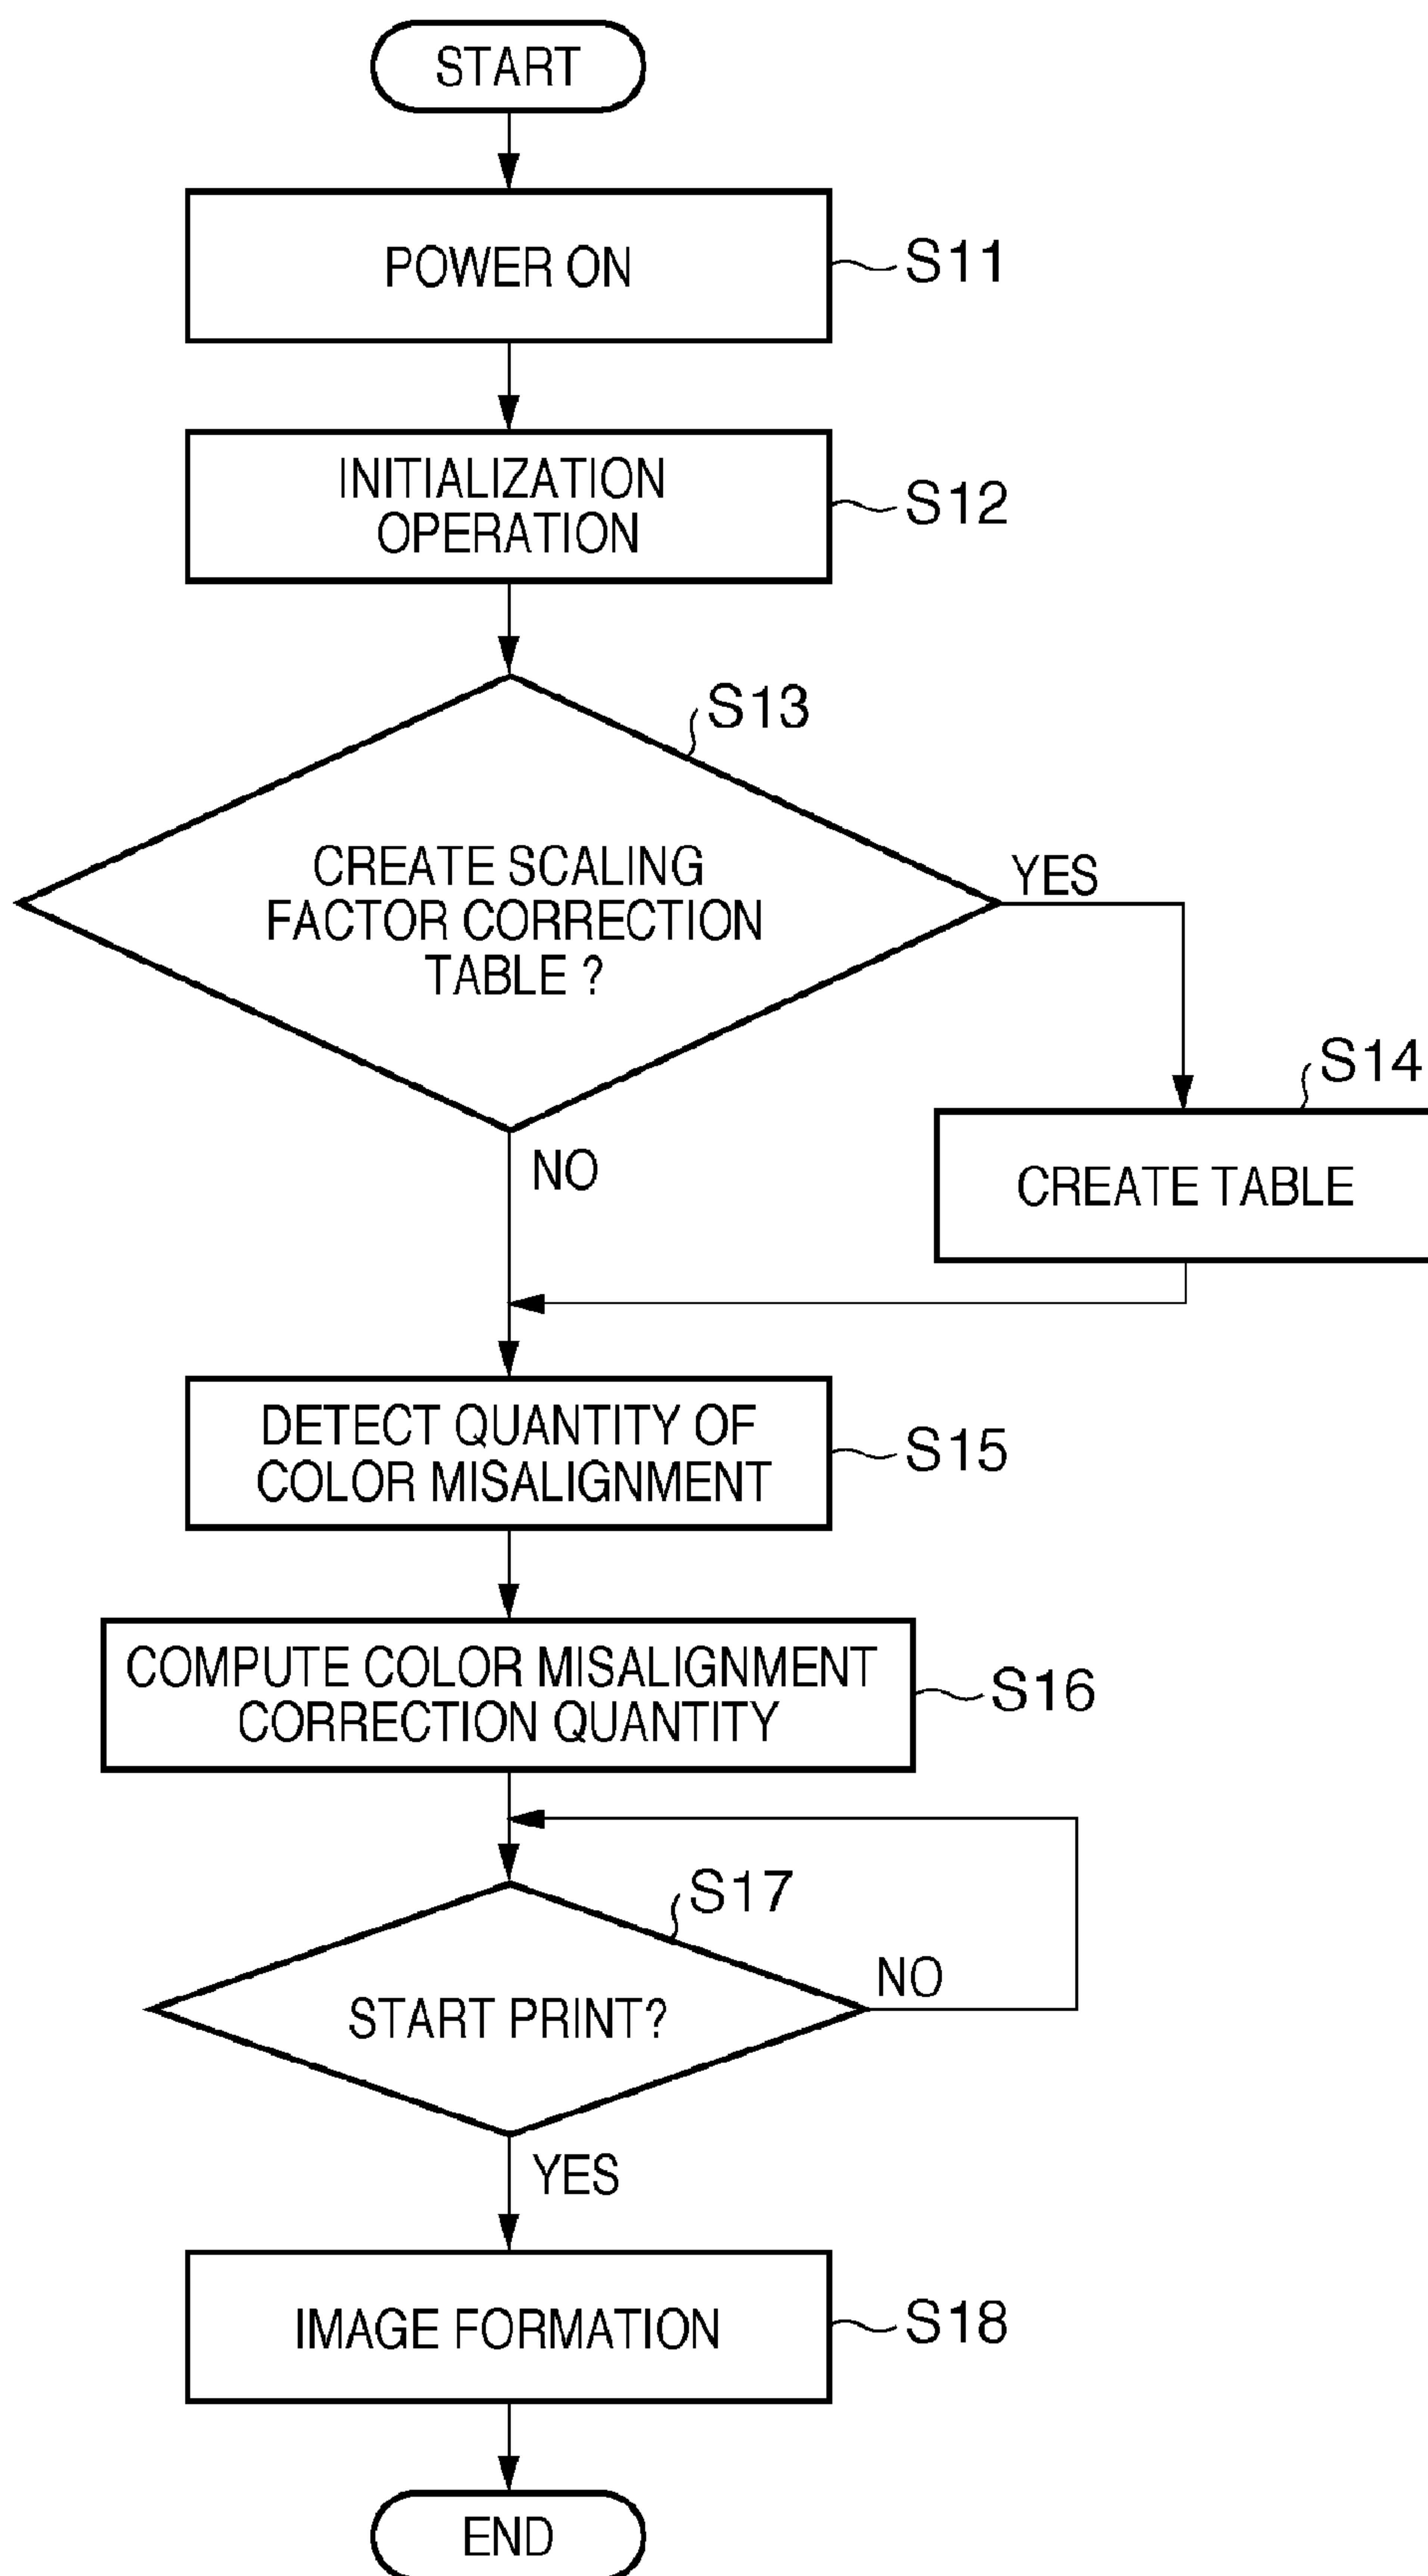 START
POWER ON
S11
INITIALIZATION
OPERATION
S12
S13
CREATE SCALING
FACTOR CORRECTION
TABLE ?
YES
NO
S14
CREATE TABLE
DETECT QUANTITY OF
COLOR MISALIGNMENT
S15
COMPUTE COLOR MISALIGNMENT
CORRECTION QUANTITY
S16
S17
START PRINT?
NO
YES
IMAGE FORMATION
S18
END